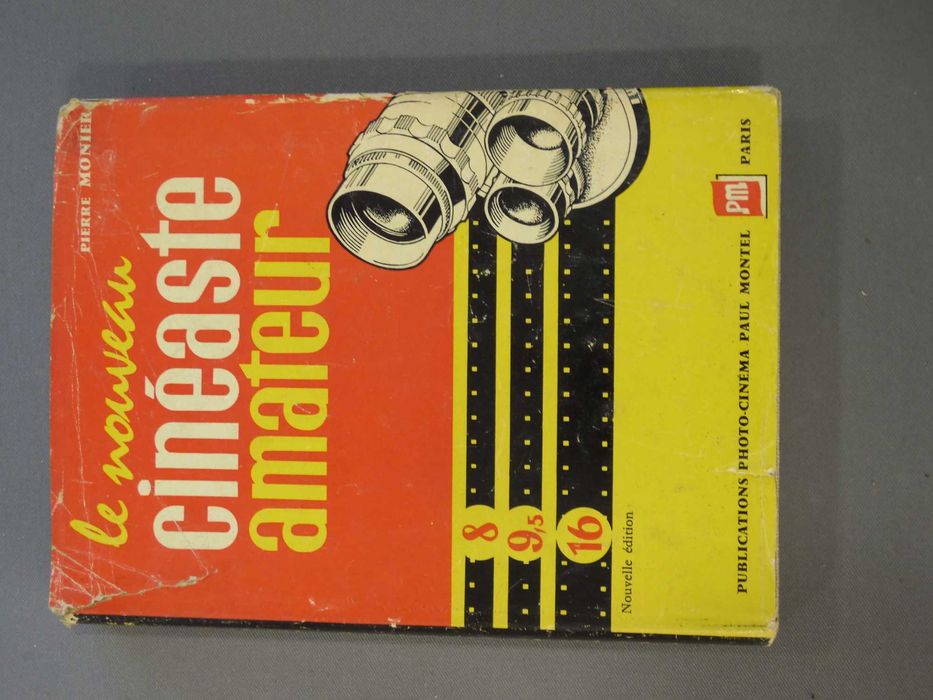 PIERRE MONIER
le nouveau
cinéaste
amateur
8
9,5
16
Nouvelle édition
PUBLICATIONS PHOTO-CINÉMA PAUL MONTEL PM PARIS